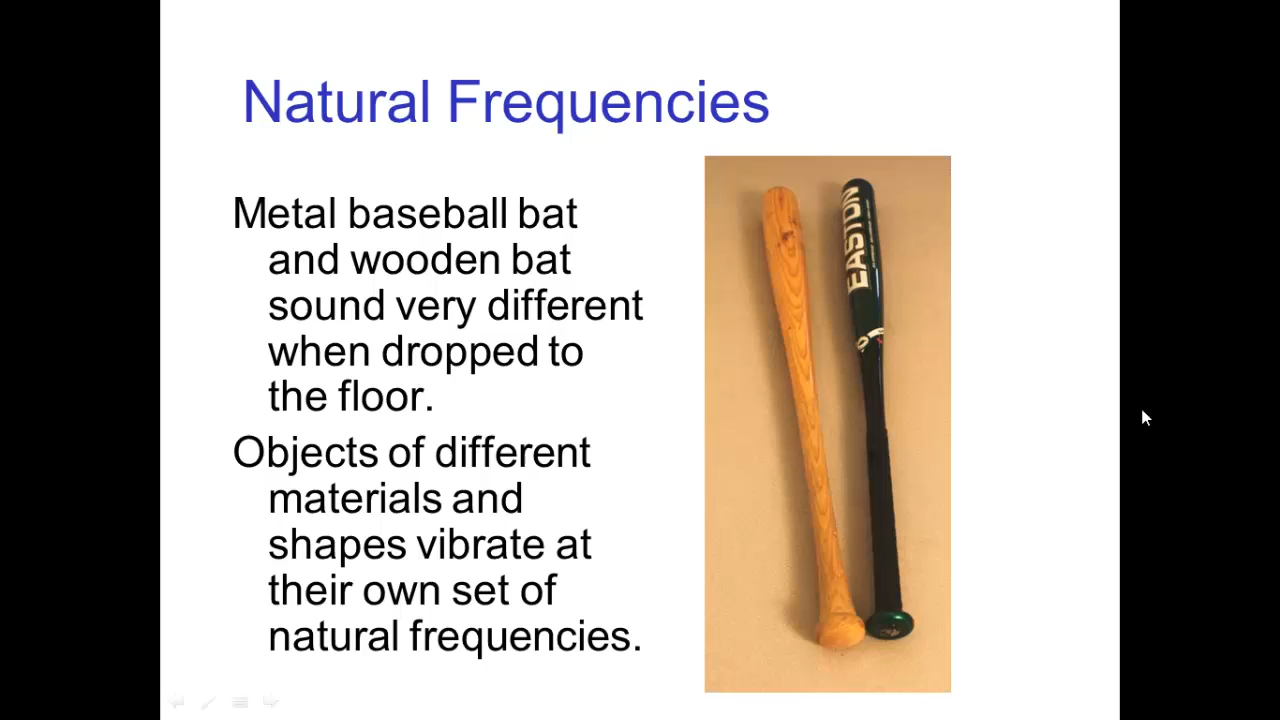 Natural Frequencies
Metal baseball bat
and wooden bat
sound very different
when dropped to
the floor.
Objects of different
materials and
shapes vibrate at
their own set of
natural frequencies.
EASTON